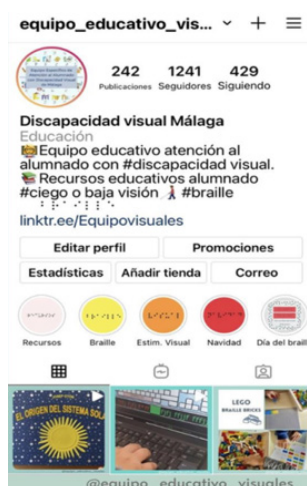 equipo_educativo_vis...
242 1241 429
Publicaciones Seguidores Siguiendo
Discapacidad visual Málaga
Educación
Equipo educativo atención al
alumnado con #discapacidad visual.
Recursos educativos alumnado
#ciego o baja visión #braille
linktr.ee/Equipovisuales
Editar perfil Promociones
Estadísticas Añadir tienda Correo
Recursos Braille Estim. Visual Navidad Día del brail
EL ORIGEN DEL SISTEMA SOLA
LEGO
BRAILLE BRICKS
@equipo_educativo_visuales